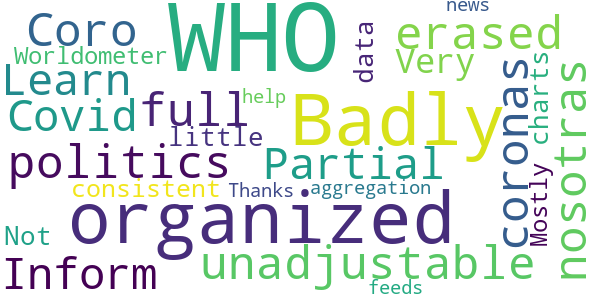 news
WHO
Coro
erased
data
Worldometer
Very
Learn
full
help
charts
coronas
nosotras
Covid
Badly
little
politics
Partial
Mostly
consistent
Thanks
aggregation
organized
Not
unadjustable
Inform
feeds